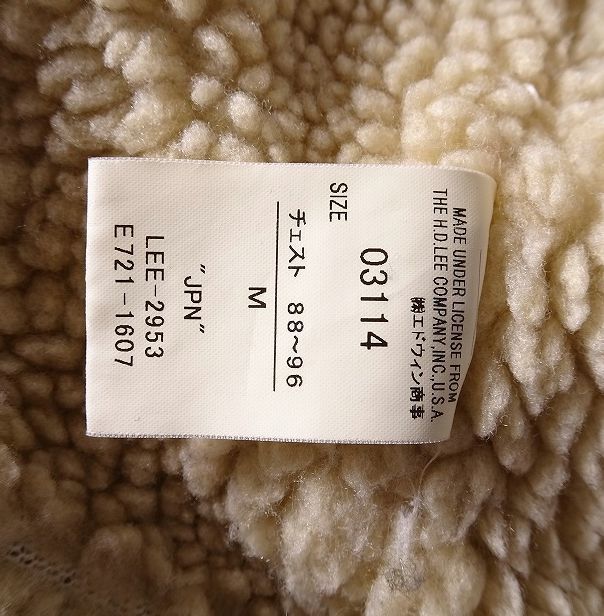 MADE UNDER LICENSE FROM
THE H.D.LEE COMPANY,INC.,U.S.A.
㈱エドウィン商事
03114
SIZE
チェスト 88~96
M
"JPN"
LEE-2953
E721-1607